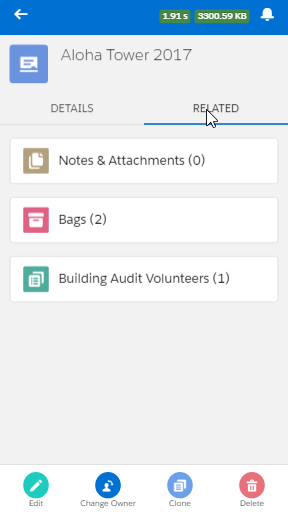 1.91 s 3300.59 KB
Aloha Tower 2017
DETAILS RELATED
Notes & Attachments (0)
Bags (2)
Building Audit Volunteers (1)
Edit Change Owner Clone Delete